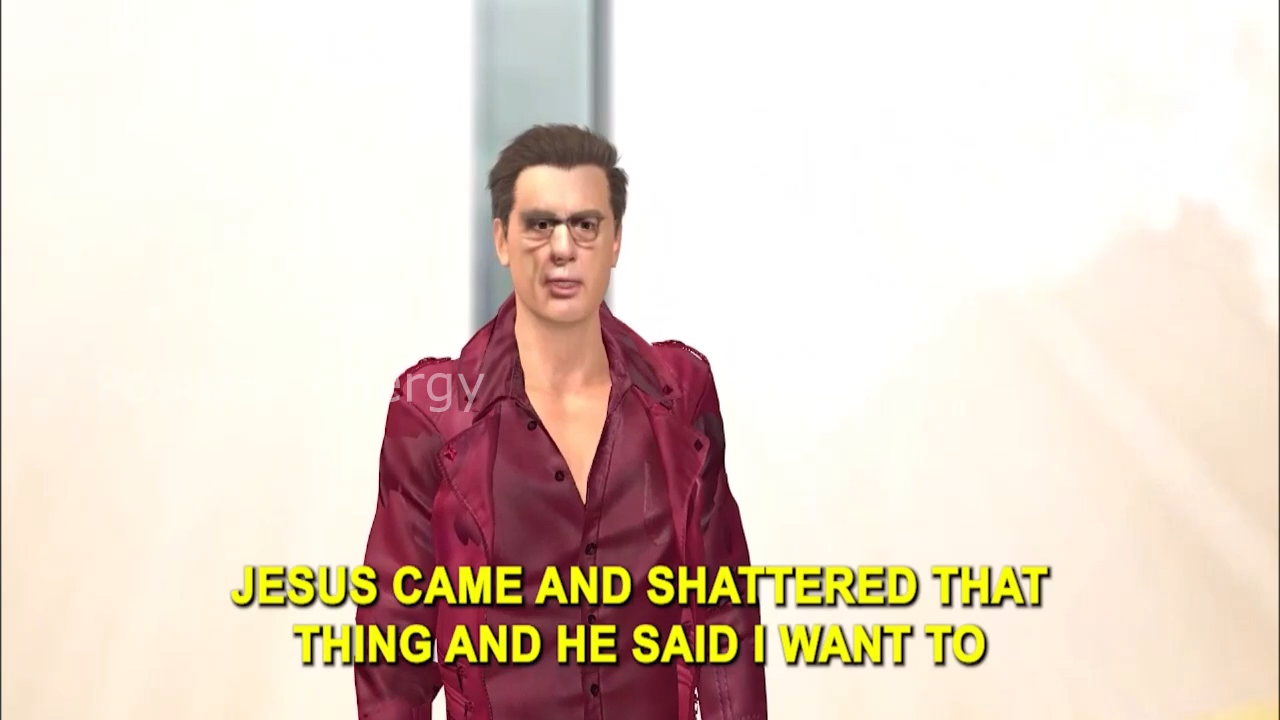 JESUS CAME AND SHATTERED THAT
THING AND HE SAID I WANT TO